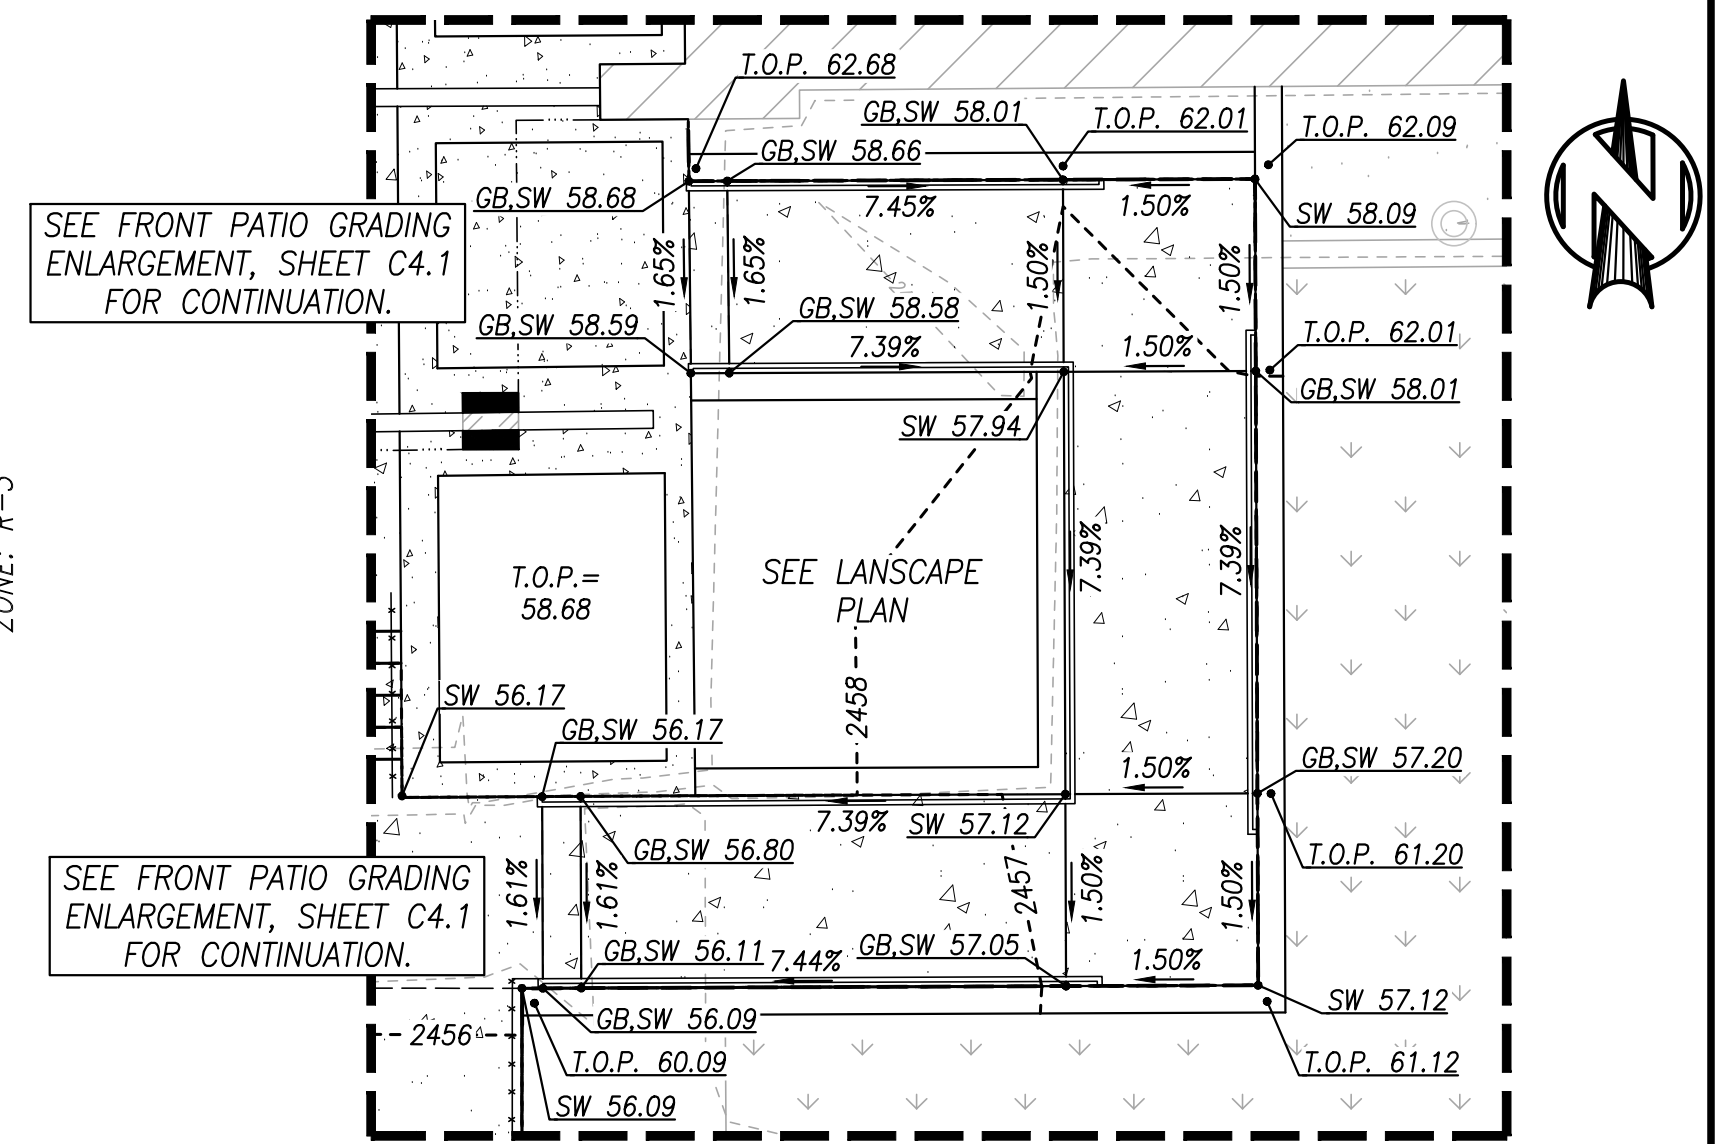 T.O.P. 62.68
GB,SW 58.01
T.O.P. 62.01
T.O.P. 62.09
GB,SW 58.66
GB,SW 58.68
7.45%
1.50%
SW 58.09
SEE FRONT PATIO GRADING
ENLARGEMENT, SHEET C4.1
FOR CONTINUATION.
1.65%
1.65%
1.50%
1.50%
GB,SW 58.58
GB,SW 58.59
7.39%
1.50%
T.O.P. 62.01
GB,SW 58.01
SW 57.94
ZONE: R-3
T.O.P.=
58.68
SEE LANSCAPE
PLAN
7.39%
7.39%
2458
SW 56.17
GB,SW 56.17
1.50%
GB,SW 57.20
7.39%
SW 57.12
GB,SW 56.80
T.O.P. 61.20
SEE FRONT PATIO GRADING
ENLARGEMENT, SHEET C4.1
FOR CONTINUATION.
1.61%
1.61%
2457
1.50%
1.50%
GB,SW 56.11
7.44%
GB,SW 57.05
1.50%
SW 57.12
GB,SW 56.09
2456
T.O.P. 60.09
T.O.P. 61.12
SW 56.09